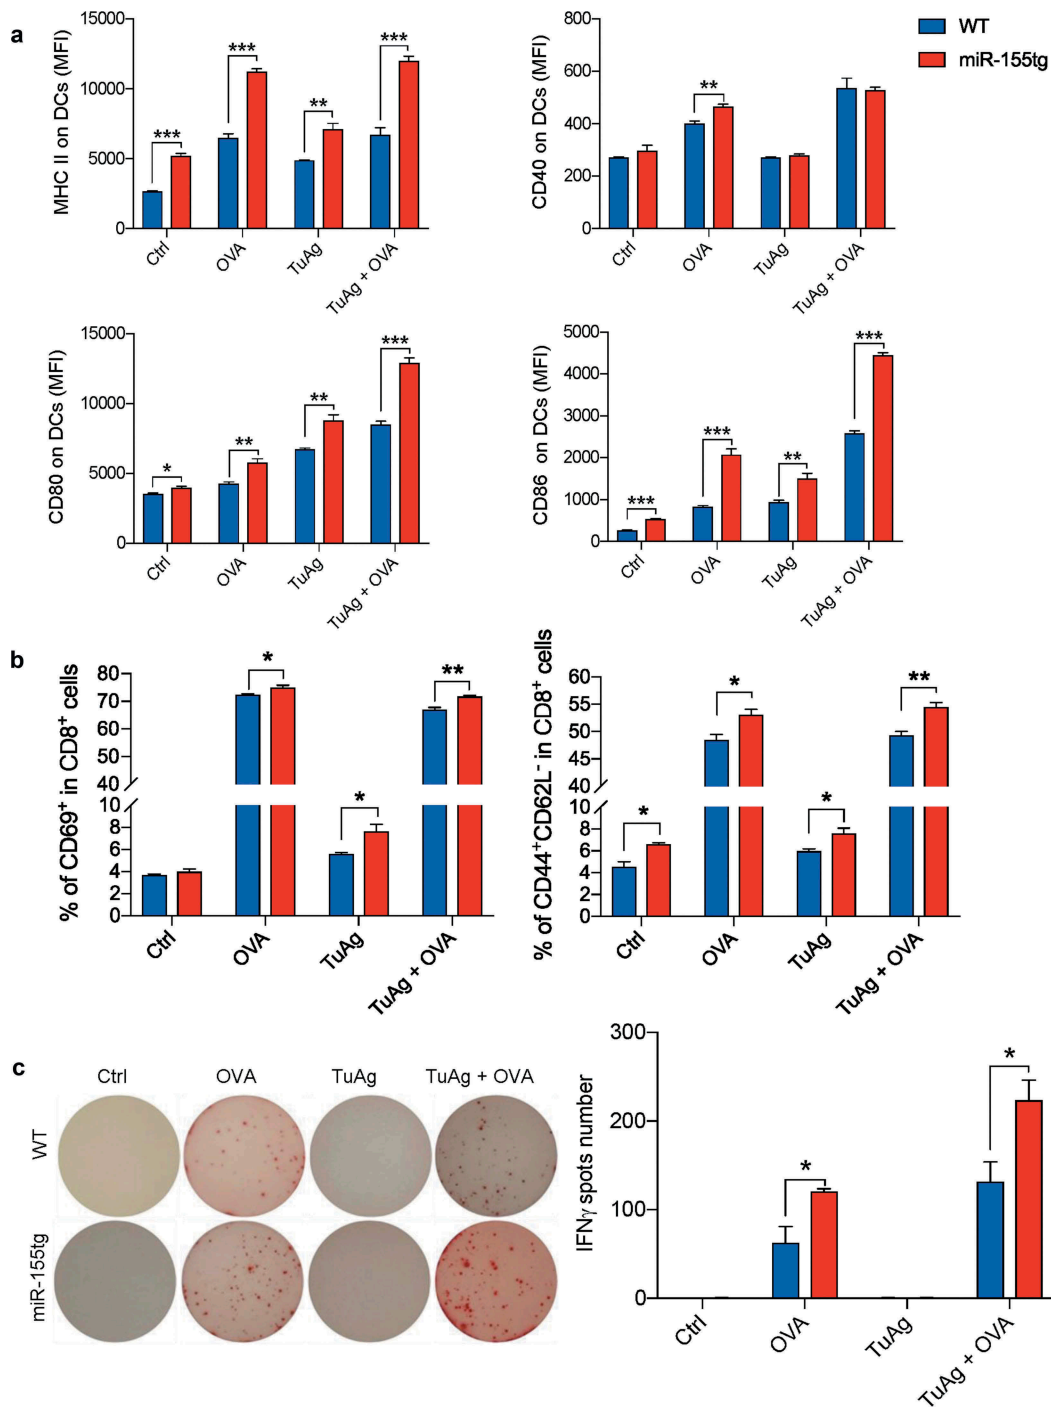 a
WT
miR-155tg
MHC II on DCs (MFI)
15000
10000
5000
0
***
***
**
***
Ctrl
OVA
TuAg
TuAg + OVA
CD40 on DCs (MFI)
800
600
400
200
0
**
Ctrl
OVA
TuAg
TuAg + OVA
CD80 on DCs (MFI)
15000
10000
5000
0
*
**
**
***
Ctrl
OVA
TuAg
TuAg + OVA
CD86 on DCs (MFI)
5000
4000
3000
2000
1000
0
***
***
**
***
Ctrl
OVA
TuAg
TuAg + OVA
b
% of CD69⁺ in CD8⁺ cells
80
70
60
50
40
10
8
6
4
2
0
*
*
**
Ctrl
OVA
TuAg
TuAg + OVA
% of CD44⁺CD62L⁻ in CD8⁺ cells
60
55
50
45
40
10
8
6
4
2
0
*
*
*
**
Ctrl
OVA
TuAg
TuAg + OVA
c
Ctrl
OVA
TuAg
TuAg + OVA
WT
miR-155tg
IFNγ spots number
300
200
100
0
*
*
Ctrl
OVA
TuAg
TuAg + OVA